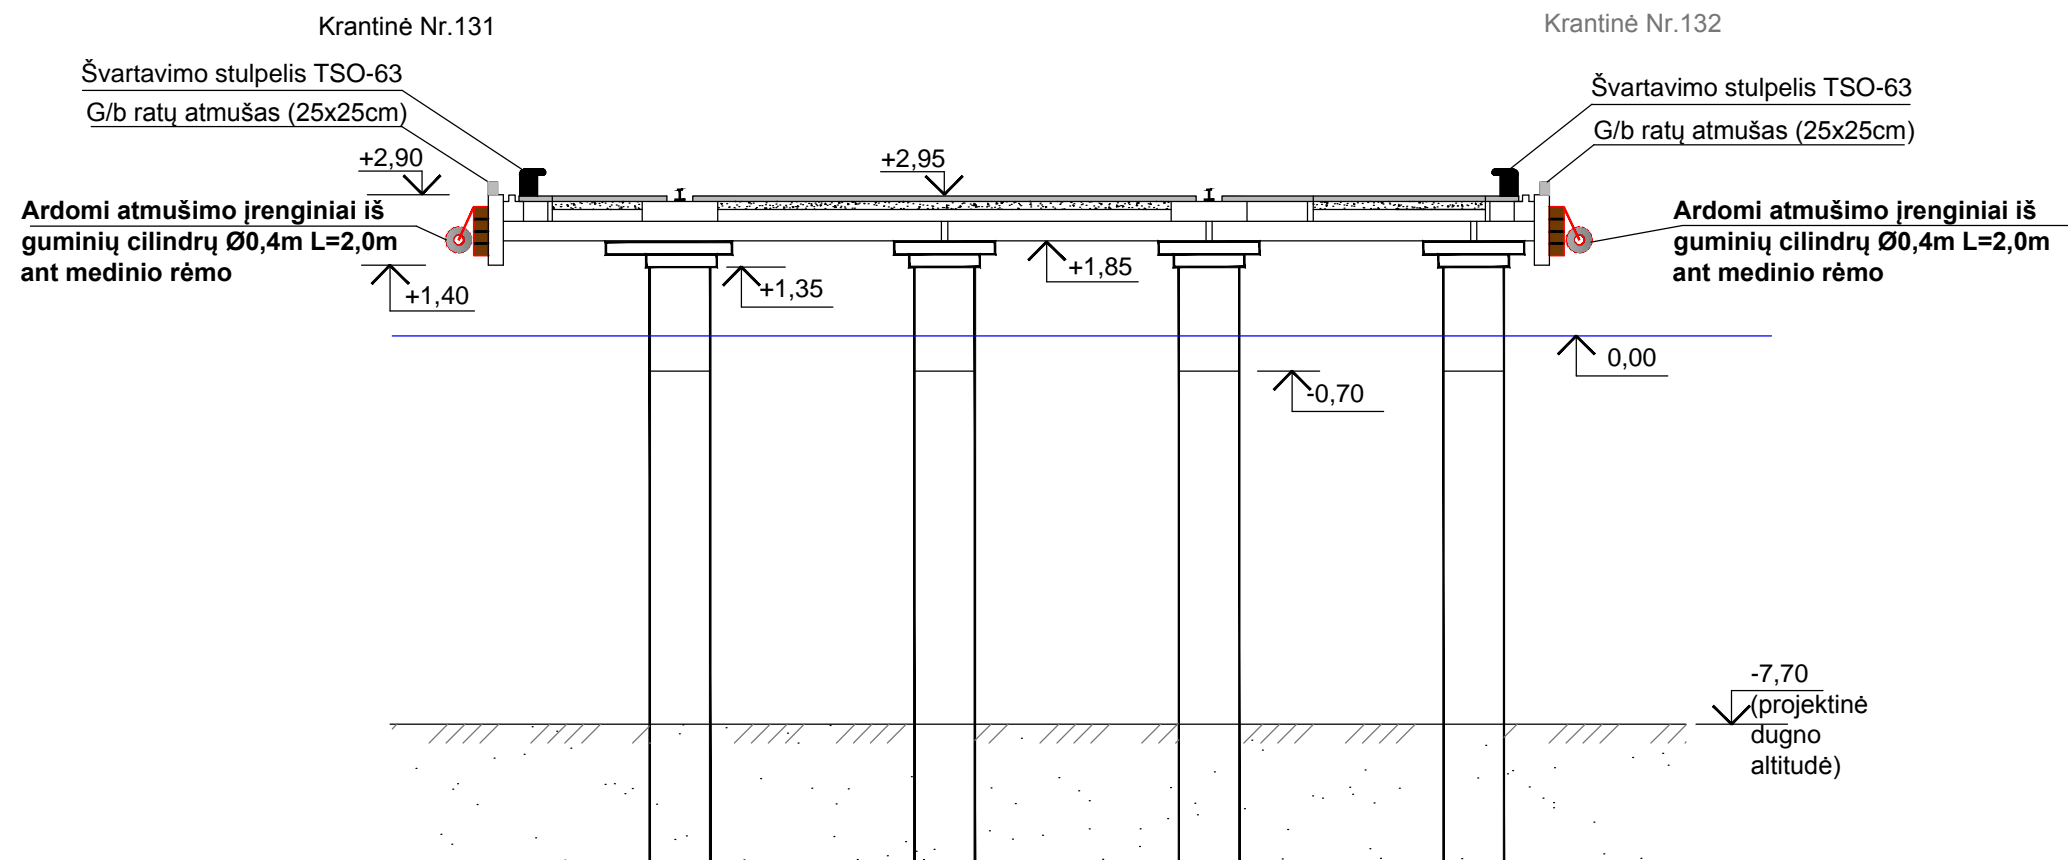 Krantinė Nr.131
Krantinė Nr.132
Švartavimo stulpelis TSO-63
G/b ratų atmušas (25x25cm)
Švartavimo stulpelis TSO-63
G/b ratų atmušas (25x25cm)
+2,90
+2,95
Ardomi atmušimo įrenginiai iš
guminių cilindrų Ø0,4m L=2,0m
ant medinio rėmo
Ardomi atmušimo įrenginiai iš
guminių cilindrų Ø0,4m L=2,0m
ant medinio rėmo
+1,40
+1,35
+1,85
0,00
-0,70
-7,70
(projektinė
dugno
altitudė)